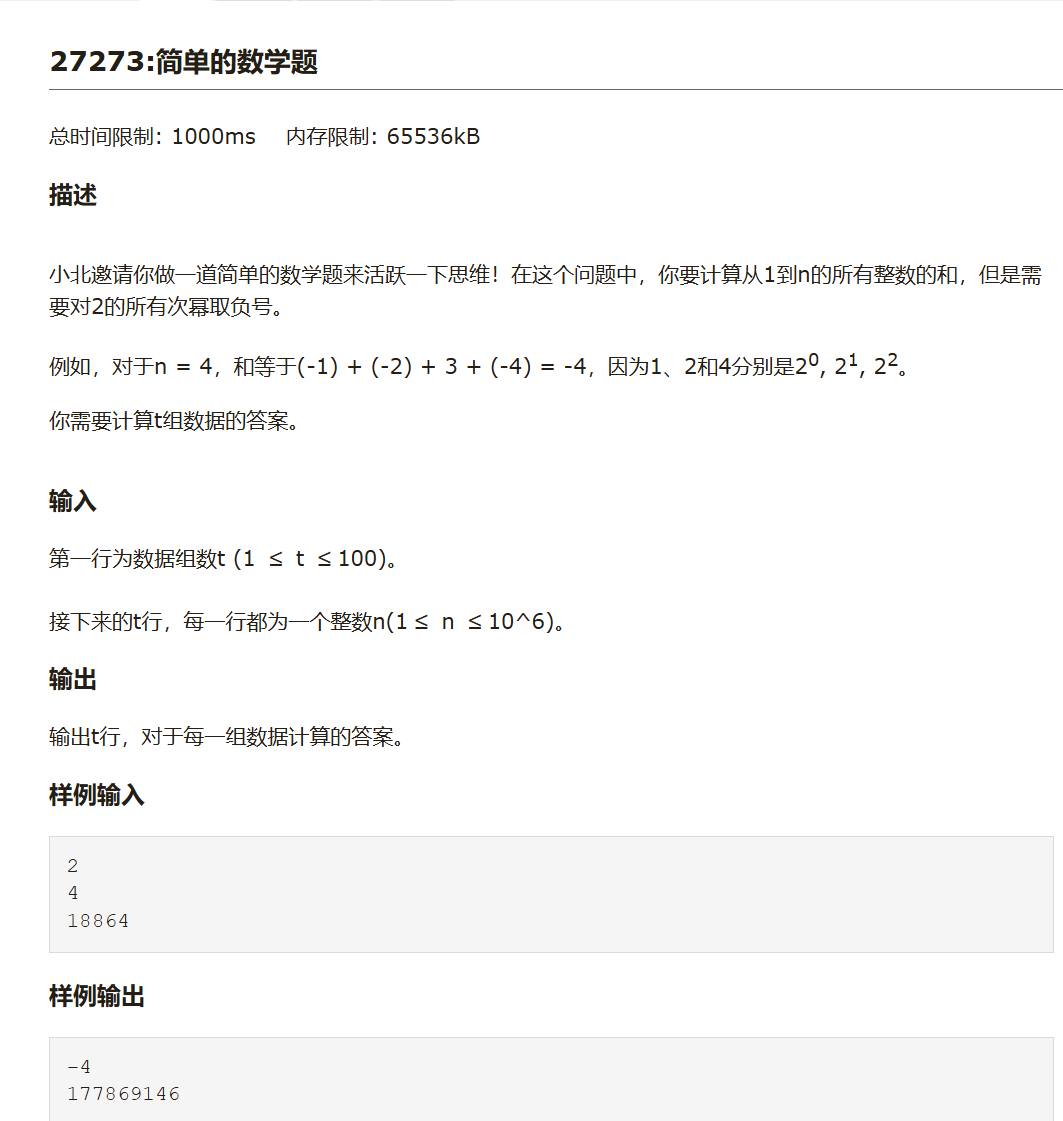 27273:简单的数学题
总时间限制: 1000ms 内存限制: 65536kB
描述
小北邀请你做一道简单的数学题来活跃一下思维！在这个问题中，你要计算从1到n的所有整数的和，但是需
要对2的所有次幂取负号。
例如，对于n = 4，和等于(-1) + (-2) + 3 + (-4) = -4，因为1、2和4分别是2⁰, 2¹, 2²。
你需要计算t组数据的答案。
输入
第一行为数据组数t (1 ≤ t ≤ 100)。
接下来的t行，每一行都为一个整数n(1 ≤ n ≤ 10^6)。
输出
输出t行，对于每一组数据计算的答案。
样例输入
2
4
18864
样例输出
-4
177869146